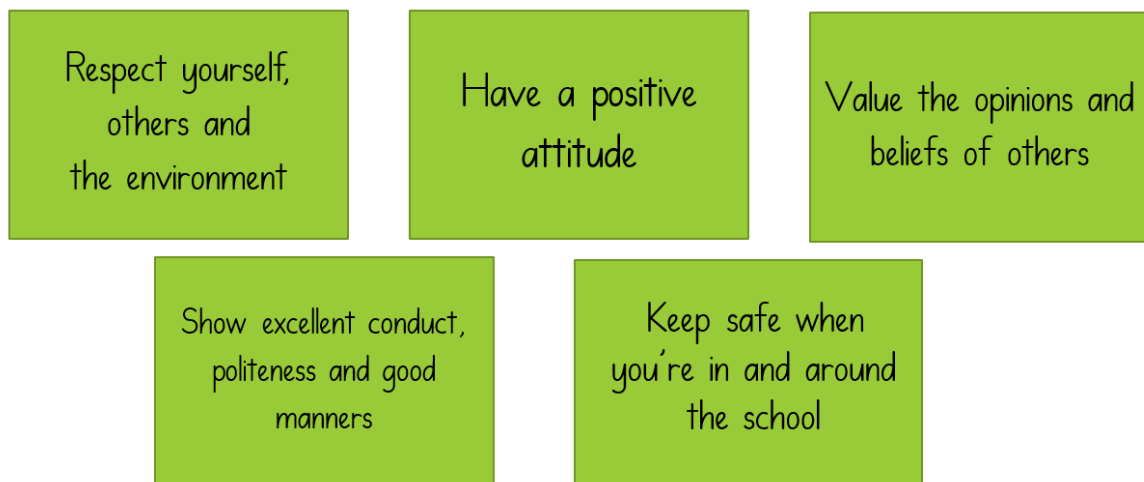 Respect yourself,
others and
the environment
Have a positive
attitude
Value the opinions and
beliefs of others
Show excellent conduct,
politeness and good
manners
Keep safe when
you're in and around
the school